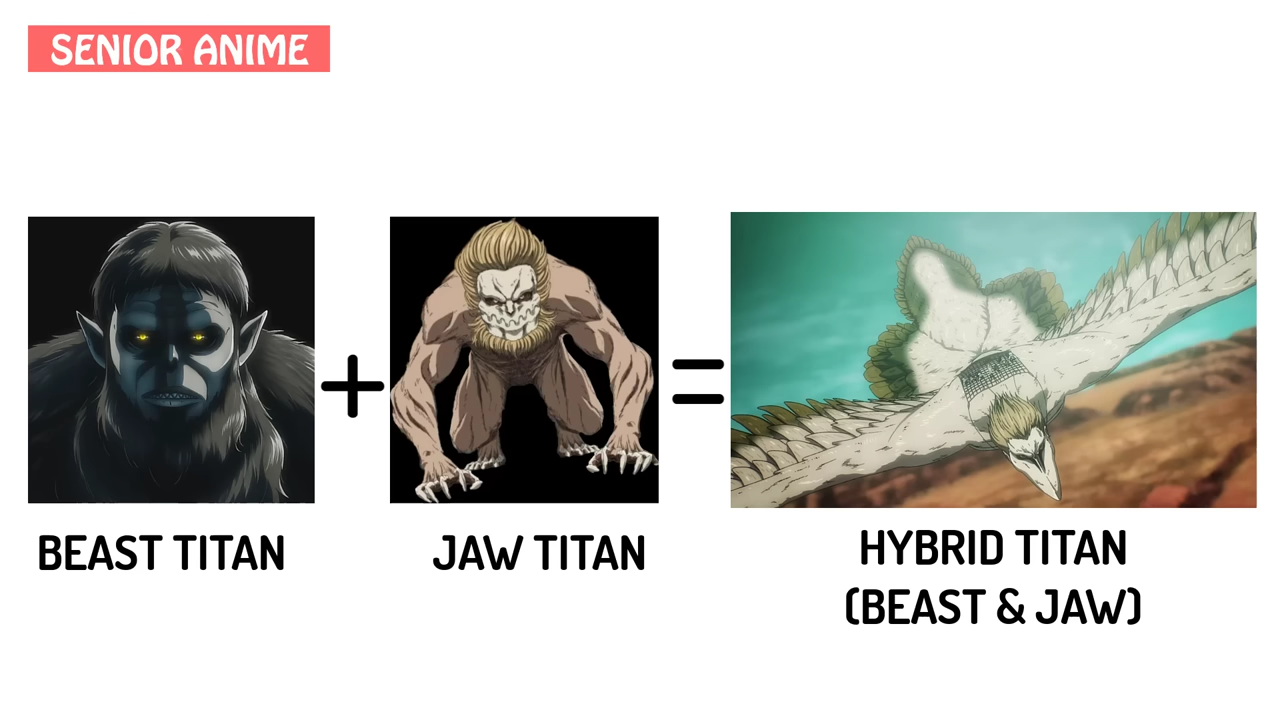 SENIOR ANIME
BEAST TITAN
JAW TITAN
HYBRID TITAN
(BEAST & JAW)